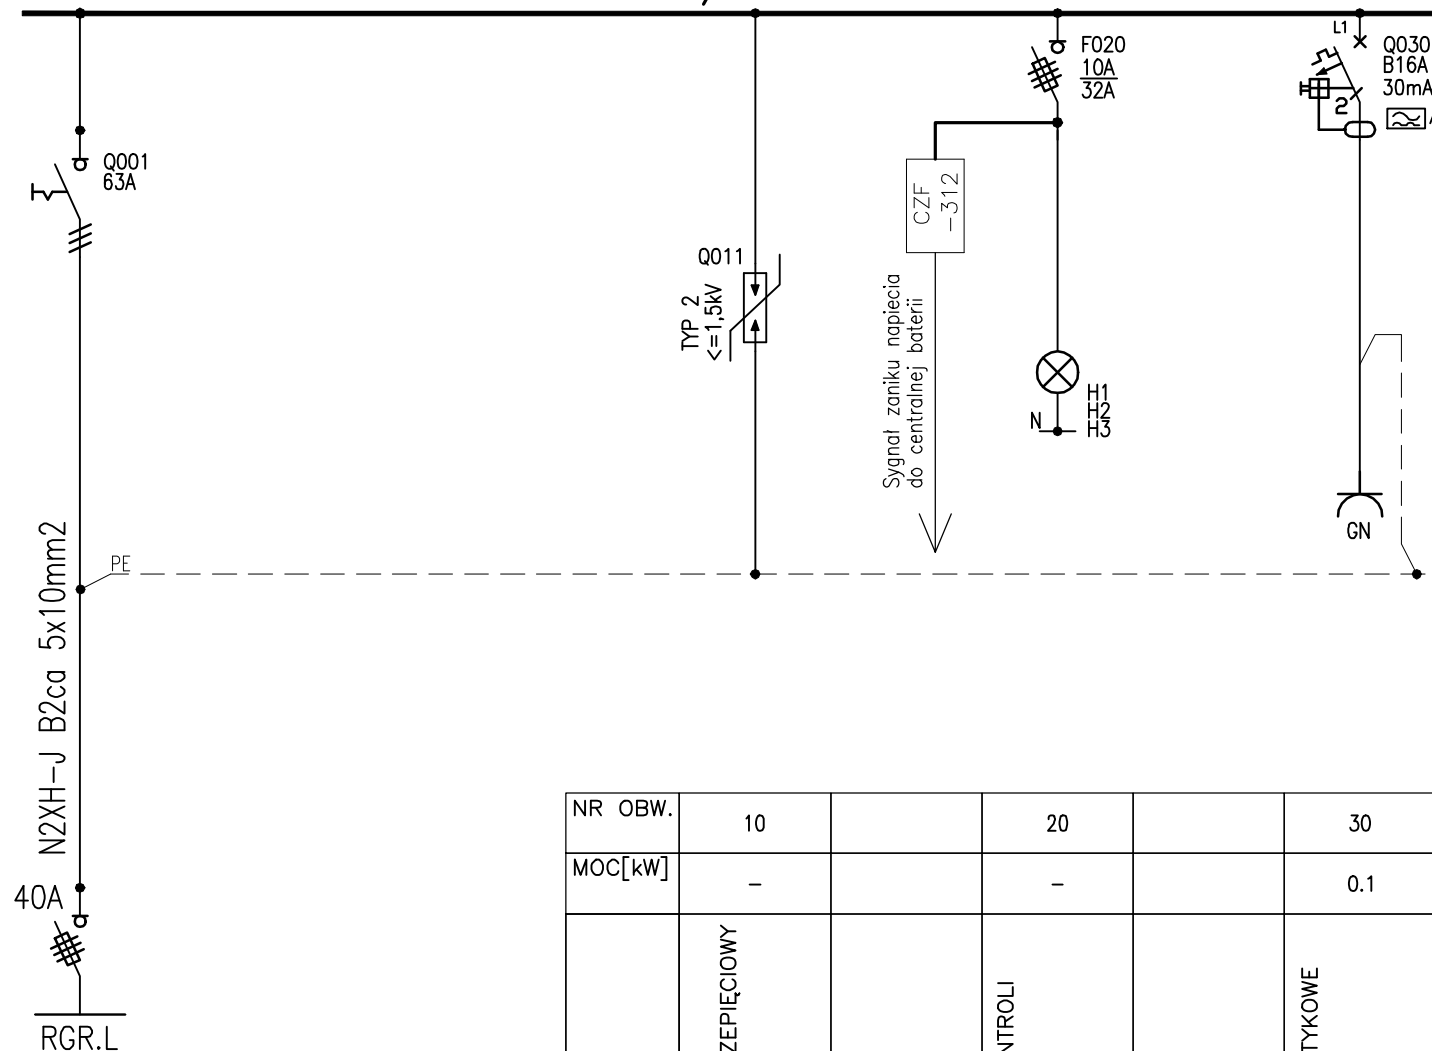 L1
Q030
B16A
30mA
2
F020
10A
32A
Q001
63A
CZF
-312
Q011
TYP 2
<=1,5kV
Sygnał zaniku napiecia
do centralnej baterii
H1
H2
H3
N
GN
PE
N2XH-J B2ca 5x10mm2
40A
RGR.L
NR OBW. 10 20 30
MOC[kW] - - 0.1
ZEPIĘCIOWY
NTROLI
TYKOWE